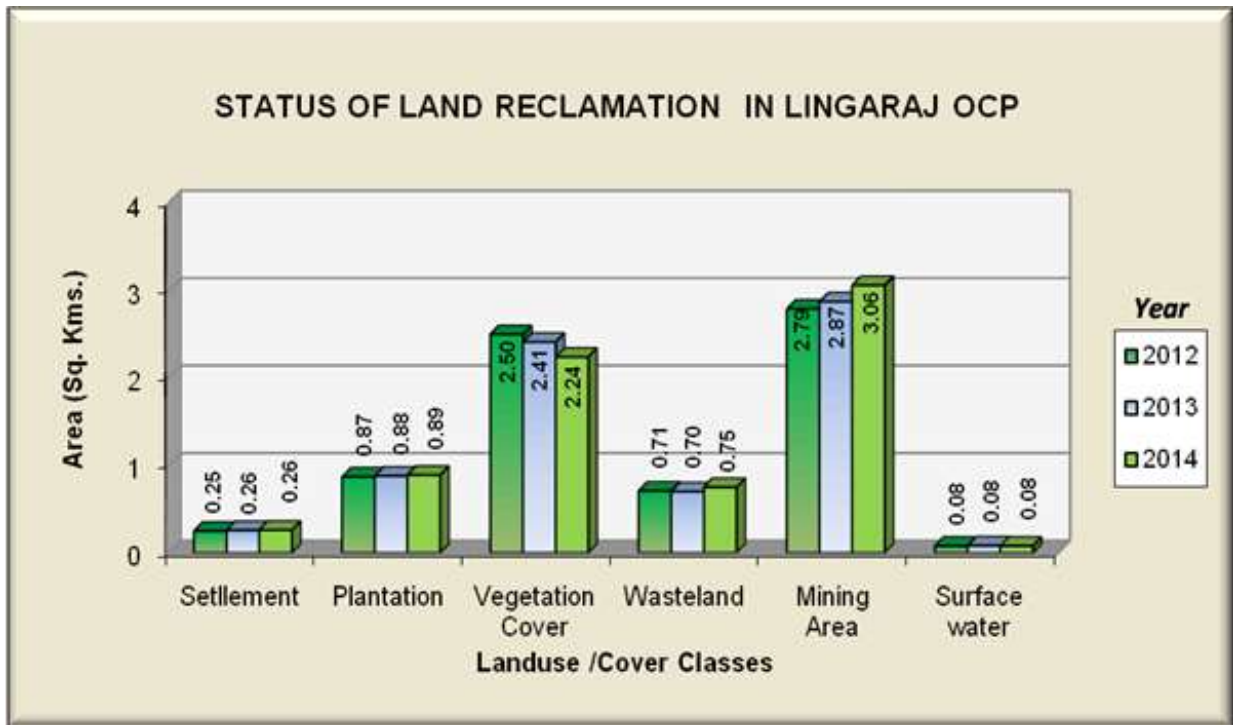 STATUS OF LAND RECLAMATION IN LINGARAJ OCP
Area (Sq. Kms.)
4
3
2
1
0
0.25
0.26
0.26
0.87
0.88
0.89
2.50
2.41
2.24
0.71
0.70
0.75
2.79
2.87
3.06
0.08
0.08
0.08
Setllement
Plantation
Vegetation
Cover
Wasteland
Mining
Area
Surface
water
Landuse /Cover Classes
Year
2012
2013
2014